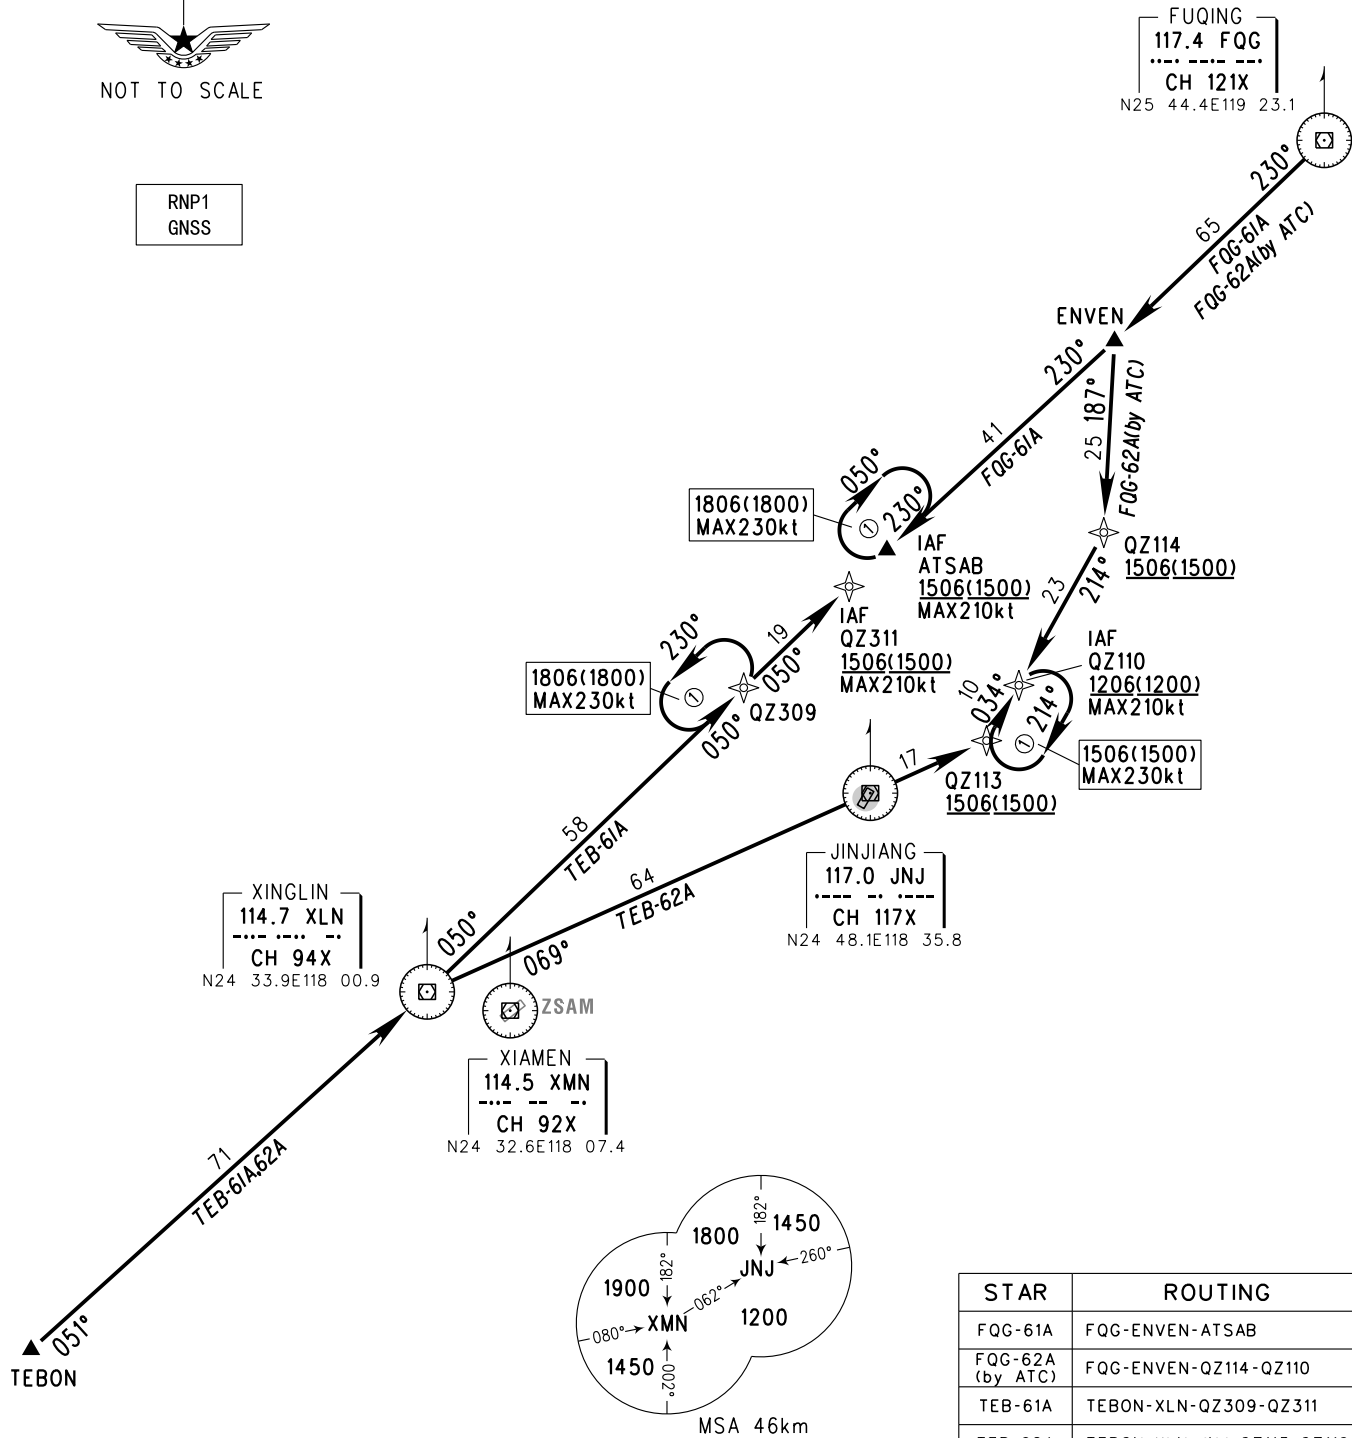 NOT TO SCALE
RNP1
GNSS
FUQING
117.4 FQG
CH 121X
N25 44.4E119 23.1
230°
65
FQG-61A
FQG-62A(by ATC)
ENVEN
230°
41
FQG-61A
25 187°
FQG-62A(by ATC)
050°
230°
1
1806(1800)
MAX230kt
IAF
ATSAB
1506(1500)
MAX210kt
QZ114
1506(1500)
23
214°
IAF
QZ311
1506(1500)
MAX210kt
19
050°
230°
1
1806(1800)
MAX230kt
QZ309
050°
IAF
QZ110
1206(1200)
MAX210kt
10
034°
214°
1
1506(1500)
MAX230kt
QZ113
1506(1500)
17
JINJIANG
117.0 JNJ
CH 117X
N24 48.1E118 35.8
58
TEB-61A
64
TEB-62A
XINGLIN
114.7 XLN
CH 94X
N24 33.9E118 00.9
050°
069°
ZSAM
XIAMEN
114.5 XMN
CH 92X
N24 32.6E118 07.4
71
TEB-61A,62A
051°
TEBON
182°
1450
1800
260°
JNJ
182°
1900
062°
1200
080°
XMN
1450
002°
MSA 46km
STAR ROUTING
FQG-61A FQG-ENVEN-ATSAB
FQG-62A
(by ATC) FQG-ENVEN-QZ114-QZ110
TEB-61A TEBON-XLN-QZ309-QZ311